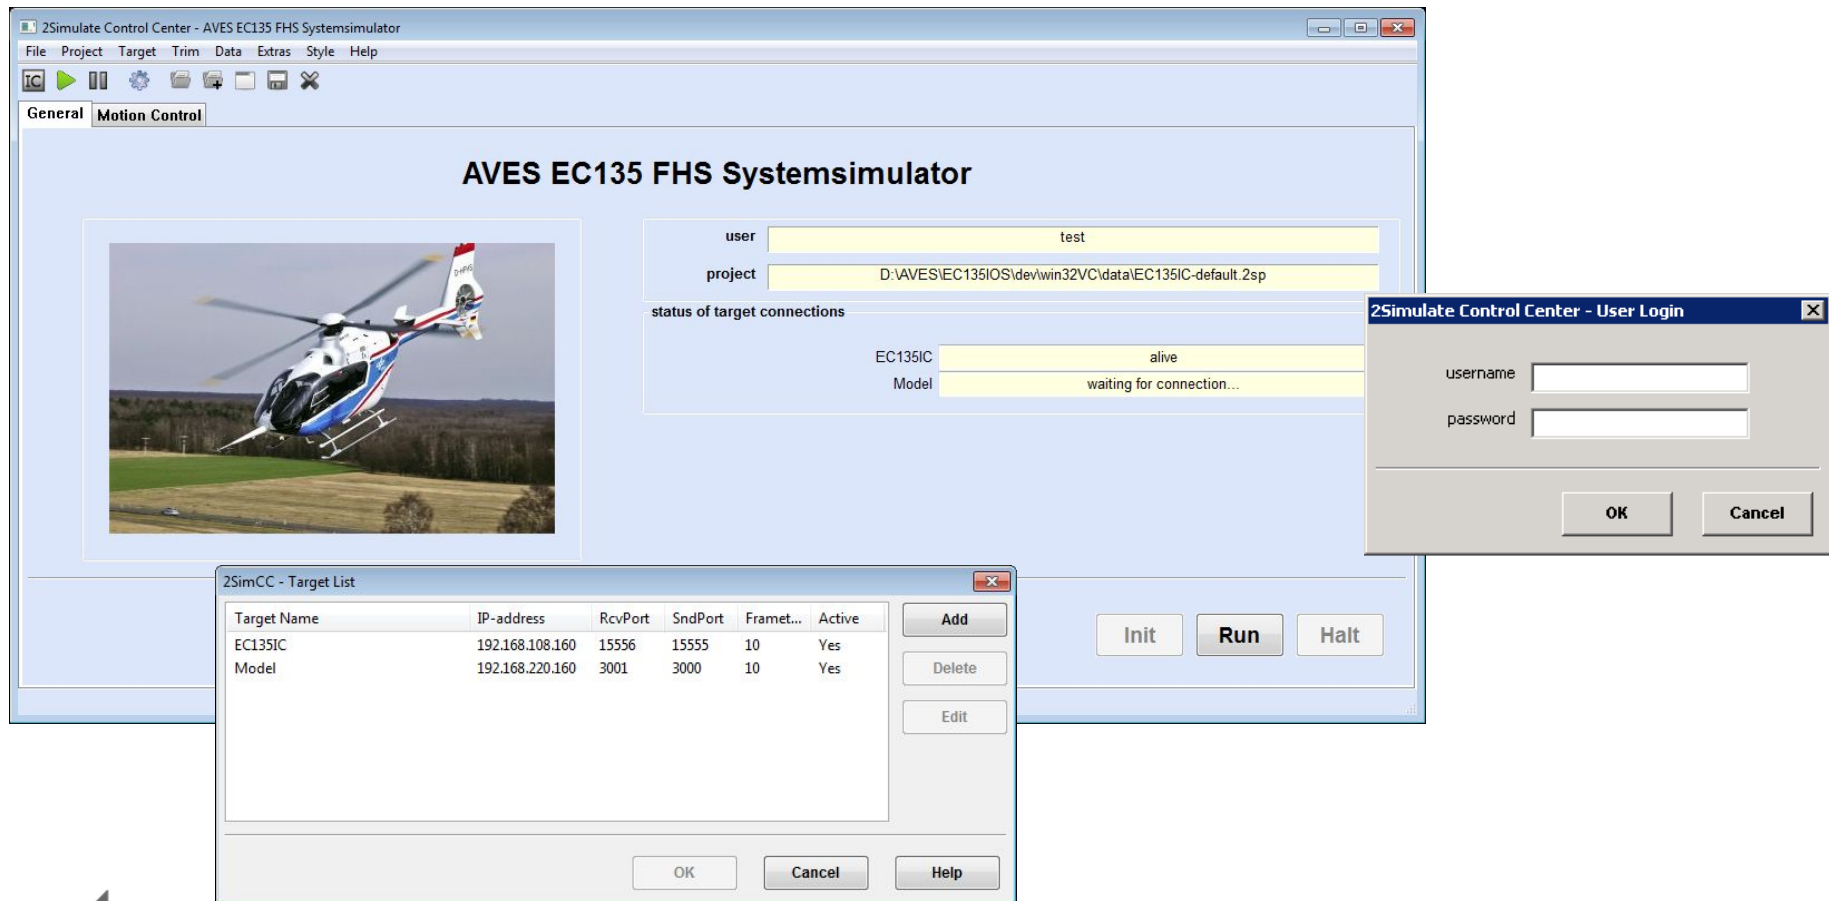 2Simulate Control Center - AVES EC135 FHS Systemsimulator
File Project Target Trim Data Extras Style Help
IC
General Motion Control
AVES EC135 FHS Systemsimulator
user test
project D:\AVES\EC135IOS\dev\win32VC\data\EC135IC-default.2sp
status of target connections
EC135IC alive
Model waiting for connection...
Init Run Halt
2Simulate Control Center - User Login
username
password
OK Cancel
2SimCC - Target List
Target Name IP-address RcvPort SndPort Framet... Active
EC135IC 192.168.108.160 15556 15555 10 Yes
Model 192.168.220.160 3001 3000 10 Yes
Add
Delete
Edit
OK Cancel Help